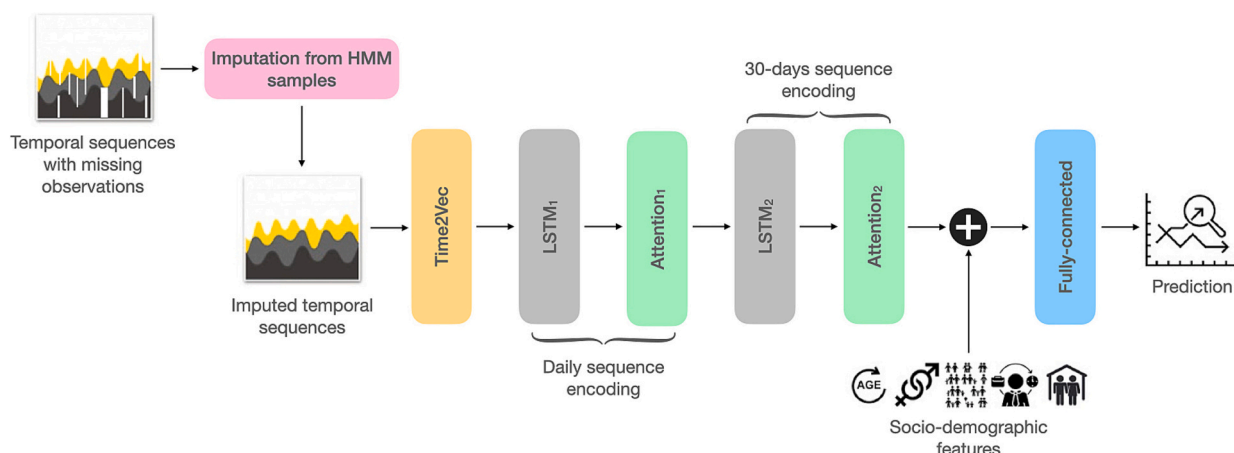 Imputation from HMM
samples
Temporal sequences
with missing
observations
Imputed temporal
sequences
Time2Vec
LSTM₁
Attention₁
Daily sequence
encoding
30-days sequence
encoding
LSTM₂
Attention₂
AGE
Socio-demographic
features
Fully-connected
Prediction